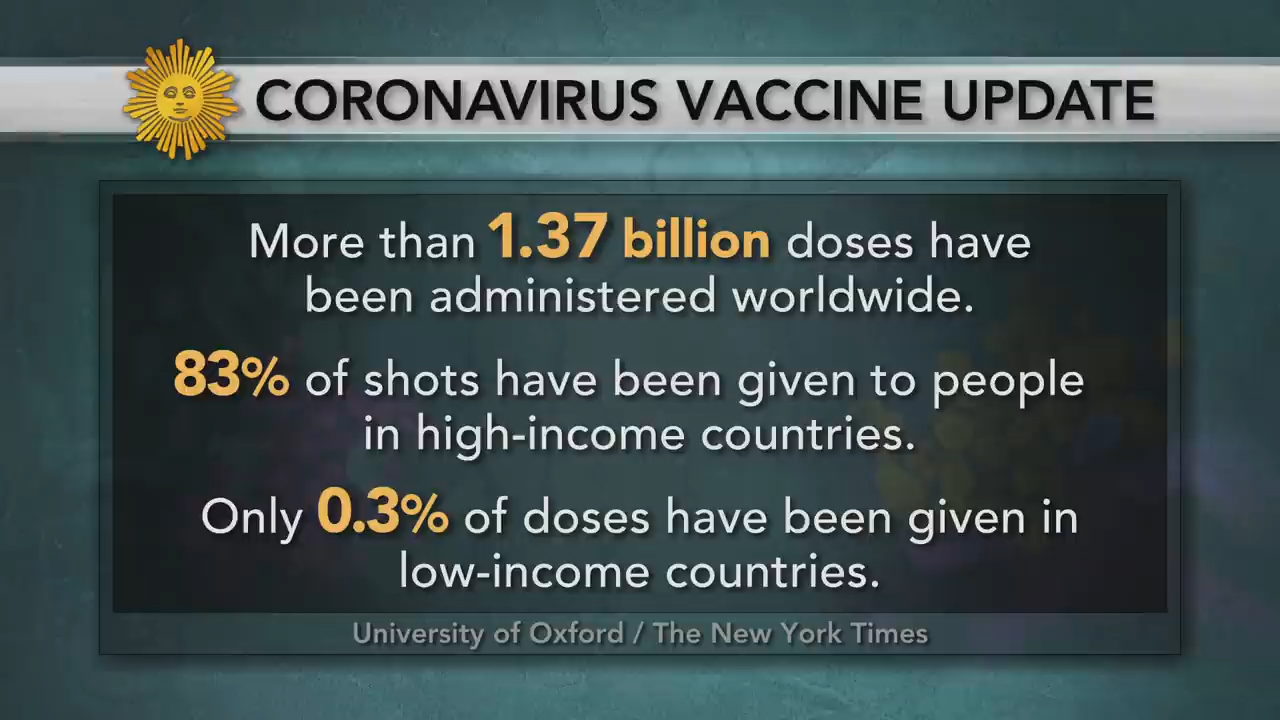 CORONAVIRUS VACCINE UPDATE
More than 1.37 billion doses have
been administered worldwide.
83% of shots have been given to people
in high-income countries.
Only 0.3% of doses have been given in
low-income countries.
University of Oxford / The New York Times